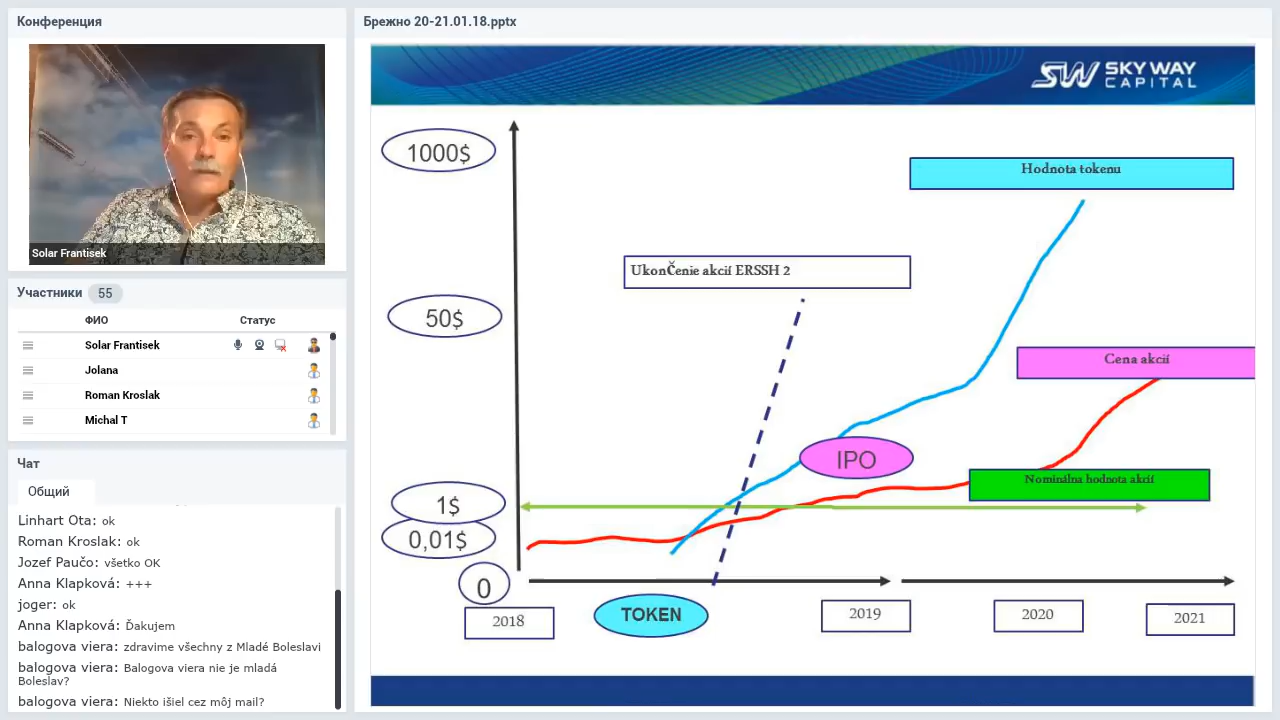 Конференция
Solar Frantisek
Участники 55
ФИО Статус
Solar Frantisek
Jolana
Roman Kroslak
Michal T
Чат
Общий
Linhart Ota: ok
Roman Kroslak: ok
Jozef Paučo: všetko OK
Anna Klapková: +++
joger: ok
Anna Klapková: Ďakujem
balogova viera: zdravime všechny z Mladé Boleslavi
balogova viera: Balogova viera nie je mladá
Boleslav?
balogova viera: Niekto išiel cez môj mail?
Брежно 20-21.01.18.pptx
SW SKY WAY
CAPITAL
1000$
Hodnota tokenu
UkonČenie akcií ERSSH 2
50$
Cena akcií
IPO
Nominálna hodnota akcií
1$
0,01$
0
2018
TOKEN
2019
2020
2021